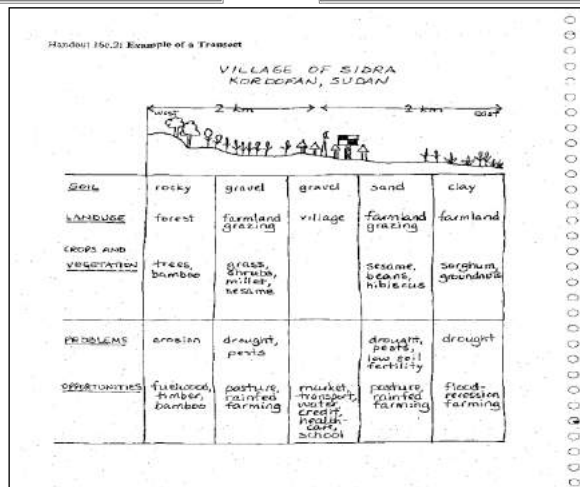 Handout 16c.2: Example of a Transect
VILLAGE OF SIDRA
KORDOFAN, SUDAN
WEST 2 km 2 km EAST
SOIL rocky gravel gravel sand clay
LANDUSE forest farmland grazing village farmland grazing farmland
CROPS AND VEGETATION trees, bamboo grass, shrubs, millet, sesame sesame, beans, hibiscus sorghum, groundnuts
PROBLEMS erosion drought, pests drought, pests, low soil fertility drought
OPPORTUNITIES fuelwood, timber, bamboo pasture, rainfed farming market, transport, water, credit, health-care, school pasture, rainfed farming flood-recession farming